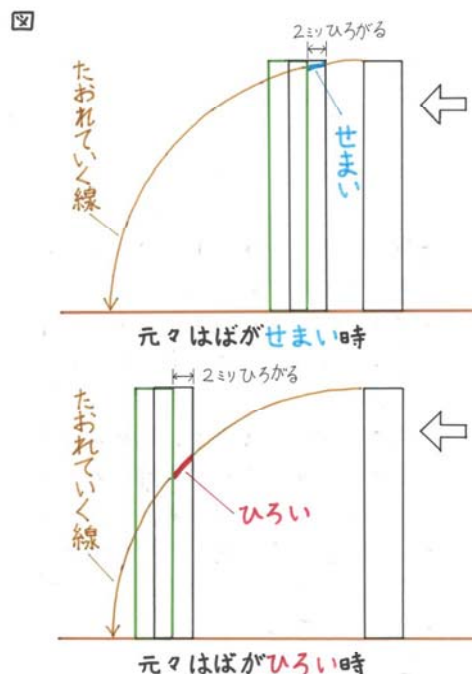 図
2ミリひろがる
たおれていく線
せまい
元々はばがせまい時
2ミリひろがる
たおれていく線
ひろい
元々はばがひろい時